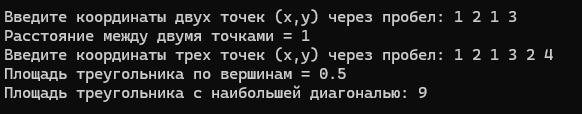 Введите координаты двух точек (x,y) через пробел: 1 2 1 3
Расстояние между двумя точками = 1
Введите координаты трех точек (x,y) через пробел: 1 2 1 3 2 4
Площадь треугольника по вершинам = 0.5
Площадь треугольника с наибольшей диагональю: 9